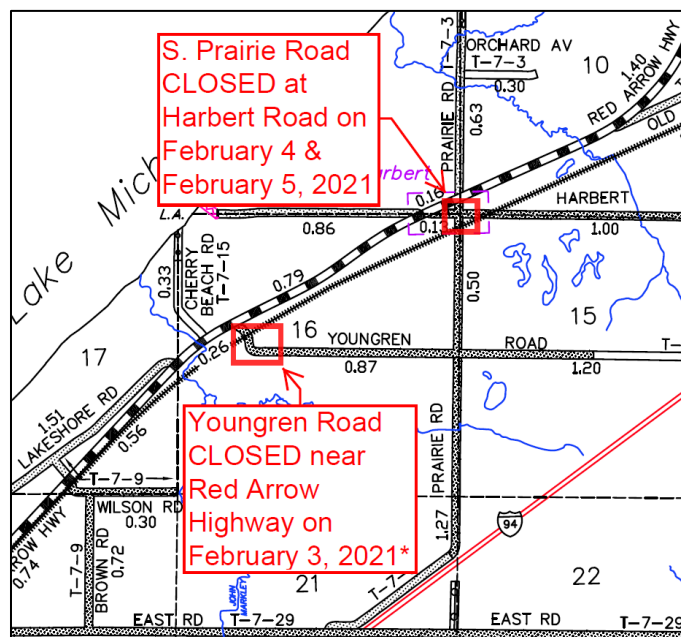 S. Prairie Road
CLOSED at
Harbert Road on
February 4 &
February 5, 2021
T-7-3
ORCHARD AV
T-7-3
0.30
10
1.40
RED ARROW HWY
OLD
PRAIRIE RD
0.63
Lake Mich
arbert
0.16
L.A.
HARBERT
0.86
0.13
1.00
0.33
CHERRY
BEACH RD
T-7-15
0.79
0.50
15
16
17
0.26
YOUNGREN
ROAD
T-
0.87
1.20
1.51
LAKESHORE RD
0.56
Youngren Road
CLOSED near
Red Arrow
Highway on
February 3, 2021*
PRAIRIE RD
T-7-9
WILSON RD
0.30
94
1.27
ROW HWY
0.74
T-7-9
BROWN RD
0.72
21
22
T-7-
JOHN
MARKLEY
EAST RD
T-7-29
EAST RD
T-7-29